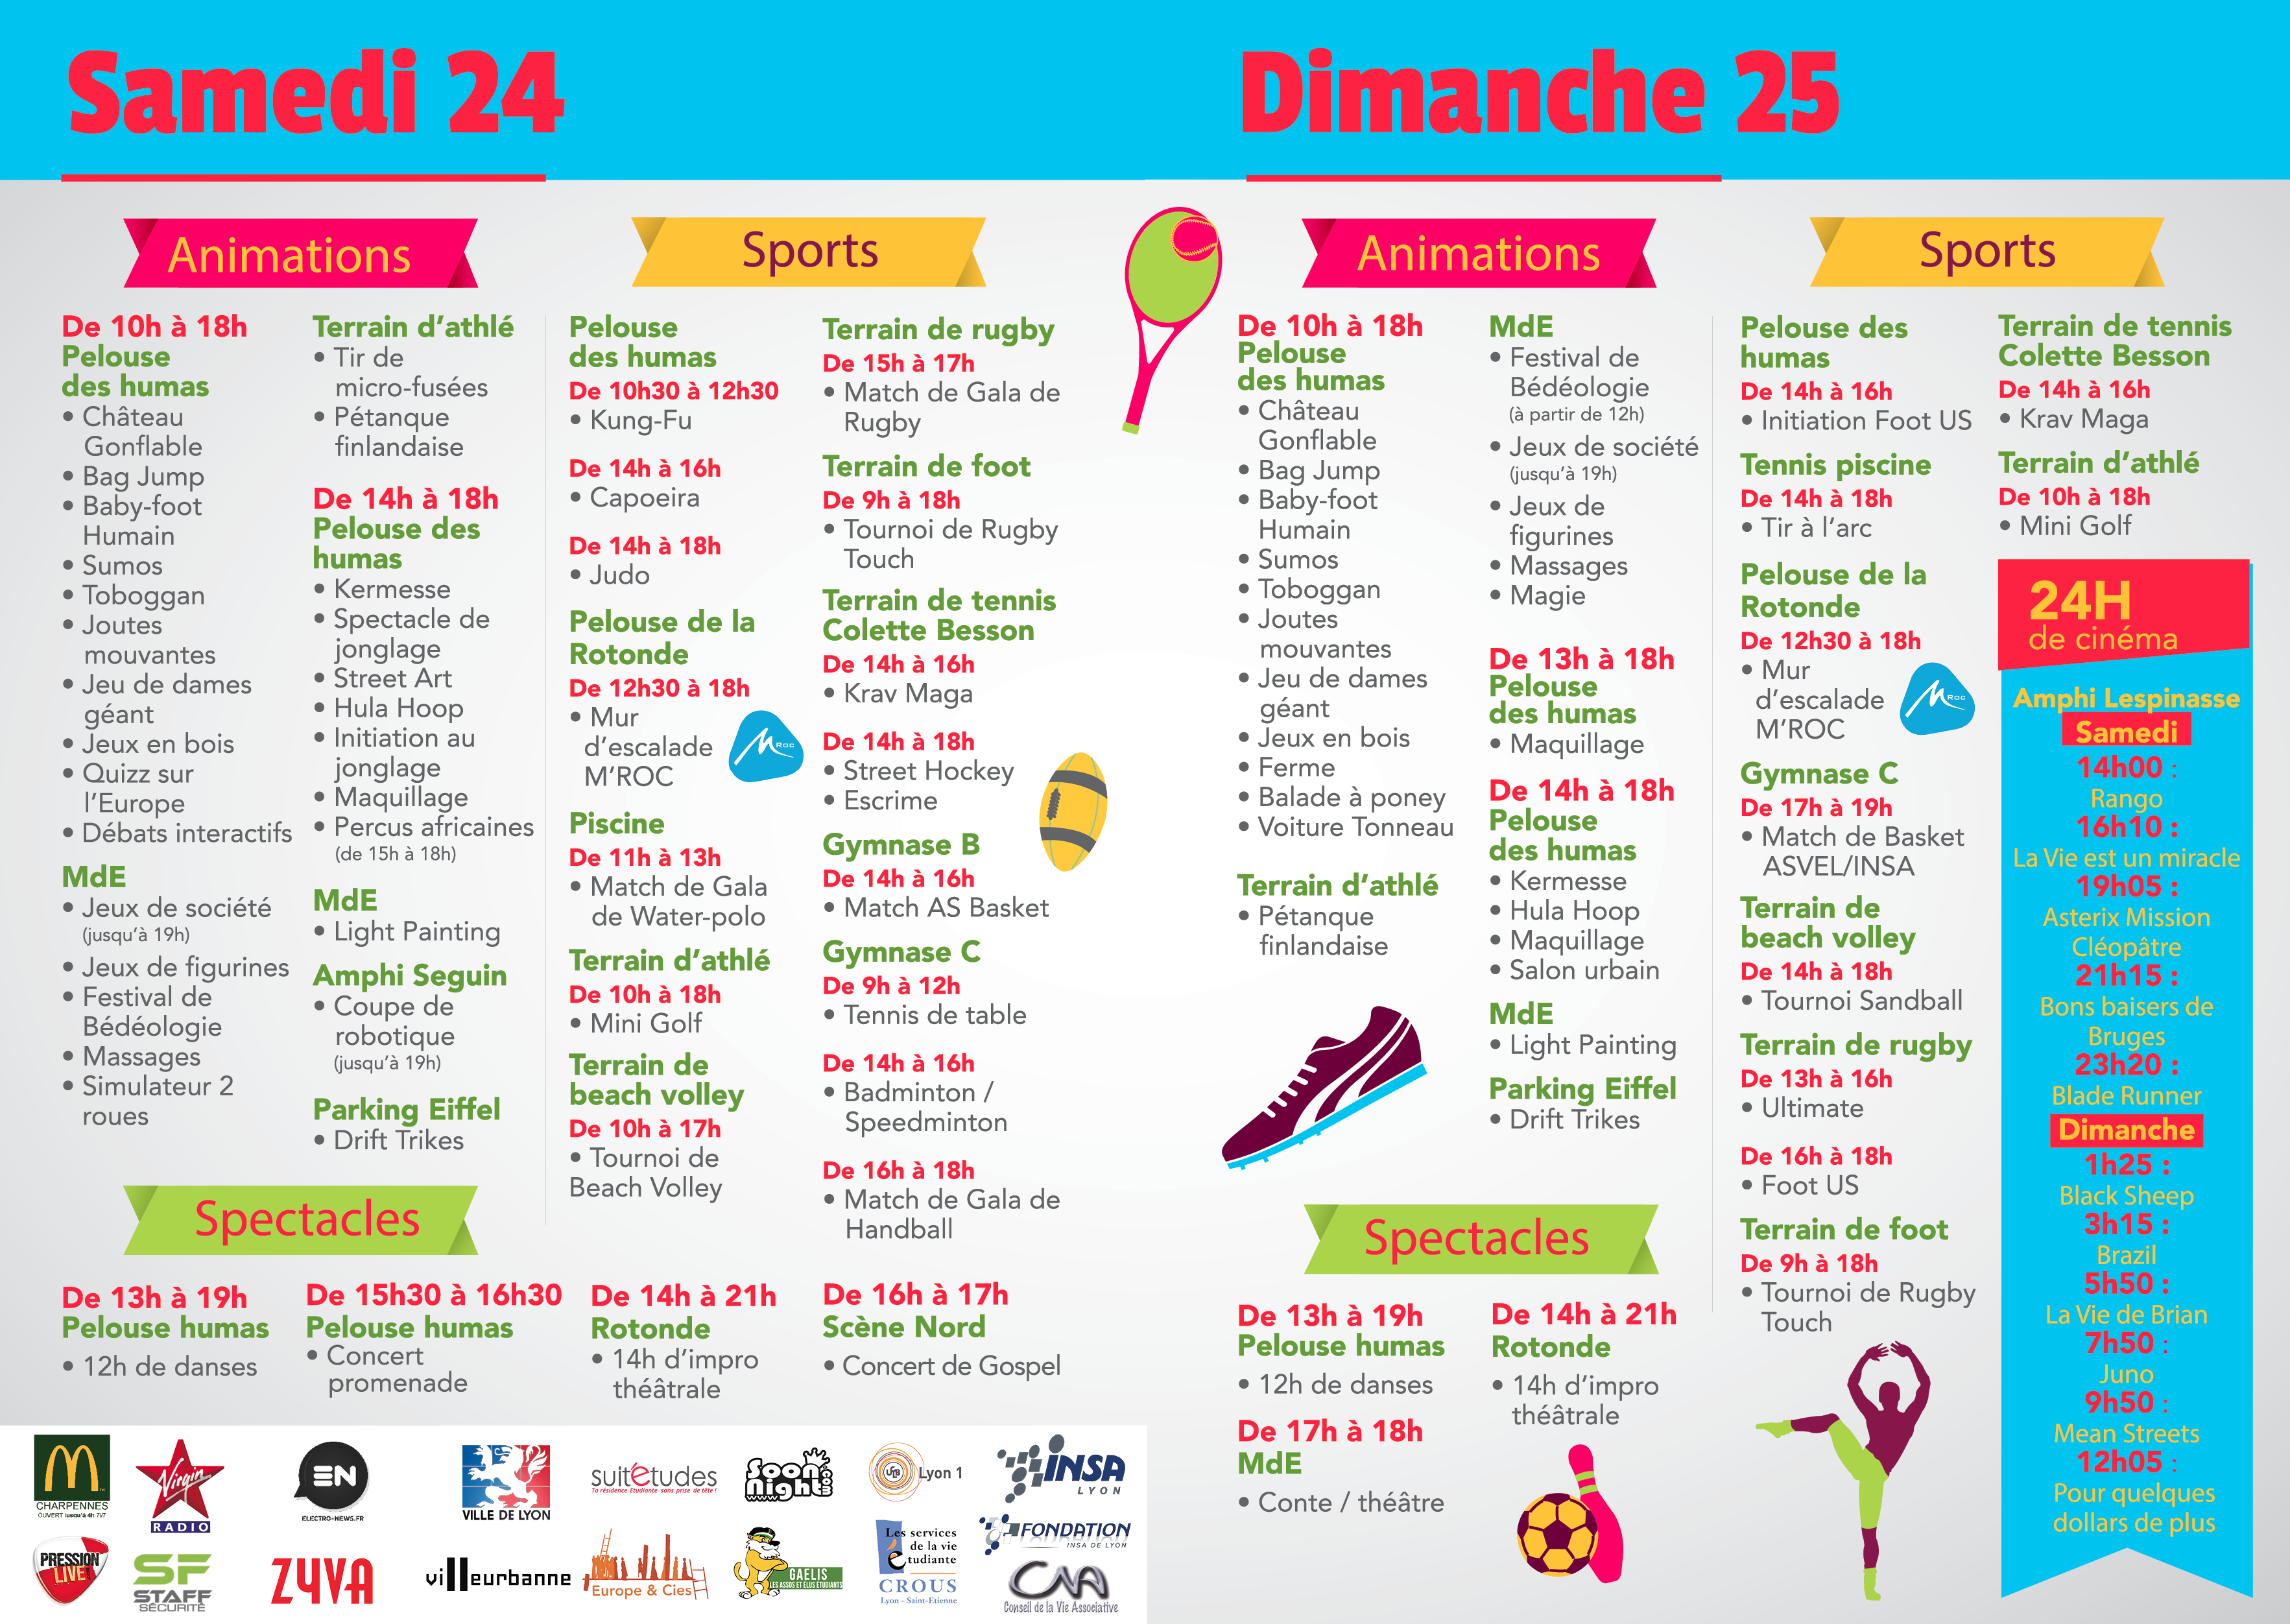 Samedi 24
Animations
De 10h à 18h
Pelouse
des humas
• Château
Gonflable
• Bag Jump
• Baby-foot
Humain
• Sumos
• Toboggan
• Joutes
mouvantes
• Jeu de dames
géant
• Jeux en bois
• Quizz sur
l'Europe
• Débats interactifs
MdE
• Jeux de société
(jusqu'à 19h)
• Jeux de figurines
• Festival de
Bédéologie
• Massages
• Simulateur 2
roues
Terrain d'athlé
• Tir de
micro-fusées
• Pétanque
finlandaise
De 14h à 18h
Pelouse des
humas
• Kermesse
• Spectacle de
jonglage
• Street Art
• Hula Hoop
• Initiation au
jonglage
• Maquillage
• Percus africaines
(de 15h à 18h)
MdE
• Light Painting
Amphi Seguin
• Coupe de
robotique
(jusqu'à 19h)
Parking Eiffel
• Drift Trikes
Sports
Pelouse
des humas
De 10h30 à 12h30
• Kung-Fu
De 14h à 16h
• Capoeira
De 14h à 18h
• Judo
Pelouse de la
Rotonde
De 12h30 à 18h
• Mur
d'escalade
M'ROC
M Roc
Piscine
De 11h à 13h
• Match de Gala
de Water-polo
Terrain d'athlé
De 10h à 18h
• Mini Golf
Terrain de
beach volley
De 10h à 17h
• Tournoi de
Beach Volley
Terrain de rugby
De 15h à 17h
• Match de Gala de
Rugby
Terrain de foot
De 9h à 18h
• Tournoi de Rugby
Touch
Terrain de tennis
Colette Besson
De 14h à 16h
• Krav Maga
De 14h à 18h
• Street Hockey
• Escrime
Gymnase B
De 14h à 16h
• Match AS Basket
Gymnase C
De 9h à 12h
• Tennis de table
De 14h à 16h
• Badminton /
Speedminton
De 16h à 18h
• Match de Gala de
Handball
Spectacles
De 13h à 19h
Pelouse humas
• 12h de danses
De 15h30 à 16h30
Pelouse humas
• Concert
promenade
De 14h à 21h
Rotonde
• 14h d'impro
théâtrale
De 16h à 17h
Scène Nord
• Concert de Gospel
CHARPENNES
OUVERT jusqu'à 4h 7/7
Virgin
RADIO
EN
ELECTRO-NEWS.FR
VILLE DE LYON
suitétudes
Ta résidence Etudiante sans prise de tête !
Soon
night
.com
UCB
Lyon 1
INSA
LYON
PRESSION
LIVE
SF
STAFF
SÉCURITÉ
ZYVA
villeurbanne
Europe & Cies
GAELIS
LES ASSOS ET ÉLUS ÉTUDIANTS
Les services
de la vie
étudiante
CROUS
Lyon - Saint-Etienne
FONDATION
INSA DE LYON
CVA
Conseil de la Vie Associative
Dimanche 25
Animations
De 10h à 18h
Pelouse
des humas
• Château
Gonflable
• Bag Jump
• Baby-foot
Humain
• Sumos
• Toboggan
• Joutes
mouvantes
• Jeu de dames
géant
• Jeux en bois
• Ferme
• Balade à poney
• Voiture Tonneau
Terrain d'athlé
• Pétanque
finlandaise
MdE
• Festival de
Bédéologie
(à partir de 12h)
• Jeux de société
(jusqu'à 19h)
• Jeux de
figurines
• Massages
• Magie
De 13h à 18h
Pelouse
des humas
• Maquillage
De 14h à 18h
Pelouse
des humas
• Kermesse
• Hula Hoop
• Maquillage
• Salon urbain
MdE
• Light Painting
Parking Eiffel
• Drift Trikes
Spectacles
De 13h à 19h
Pelouse humas
• 12h de danses
De 17h à 18h
MdE
• Conte / théâtre
De 14h à 21h
Rotonde
• 14h d'impro
théâtrale
Sports
Pelouse des
humas
De 14h à 16h
• Initiation Foot US
Tennis piscine
De 14h à 18h
• Tir à l'arc
Pelouse de la
Rotonde
De 12h30 à 18h
• Mur
d'escalade
M'ROC
M Roc
Gymnase C
De 17h à 19h
• Match de Basket
ASVEL/INSA
Terrain de
beach volley
De 14h à 18h
• Tournoi Sandball
Terrain de rugby
De 13h à 16h
• Ultimate
De 16h à 18h
• Foot US
Terrain de foot
De 9h à 18h
• Tournoi de Rugby
Touch
Terrain de tennis
Colette Besson
De 14h à 16h
• Krav Maga
Terrain d'athlé
De 10h à 18h
• Mini Golf
24H
de cinéma
Amphi Lespinasse
Samedi
14h00 :
Rango
16h10 :
La Vie est un miracle
19h05 :
Asterix Mission
Cléopâtre
21h15 :
Bons baisers de
Bruges
23h20 :
Blade Runner
Dimanche
1h25 :
Black Sheep
3h15 :
Brazil
5h50 :
La Vie de Brian
7h50 :
Juno
9h50 :
Mean Streets
12h05 :
Pour quelques
dollars de plus